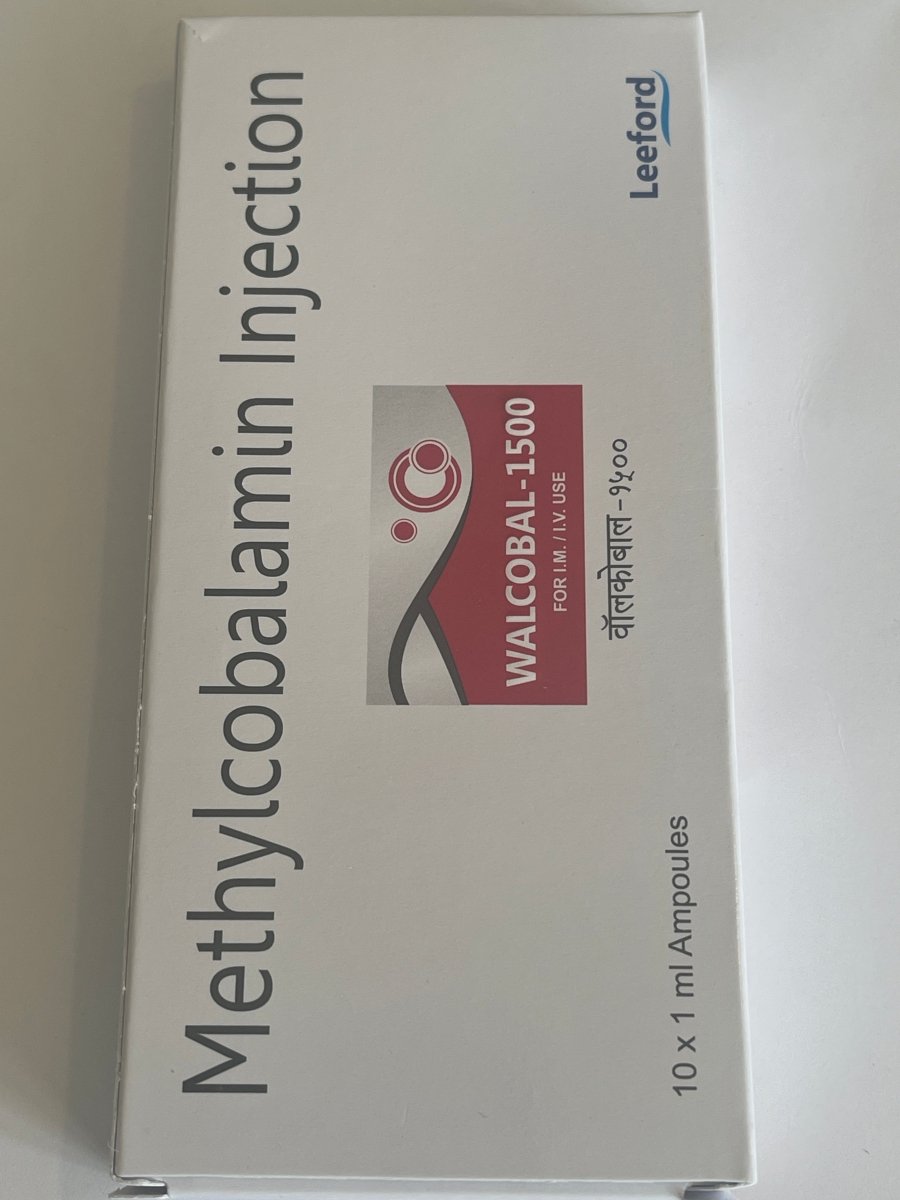 Methylcobalamin Injection
WALCOBAL-1500
FOR I.M. / I.V. USE
वॉलकोबाल-१५००
10 x 1 ml Ampoules
Leeford